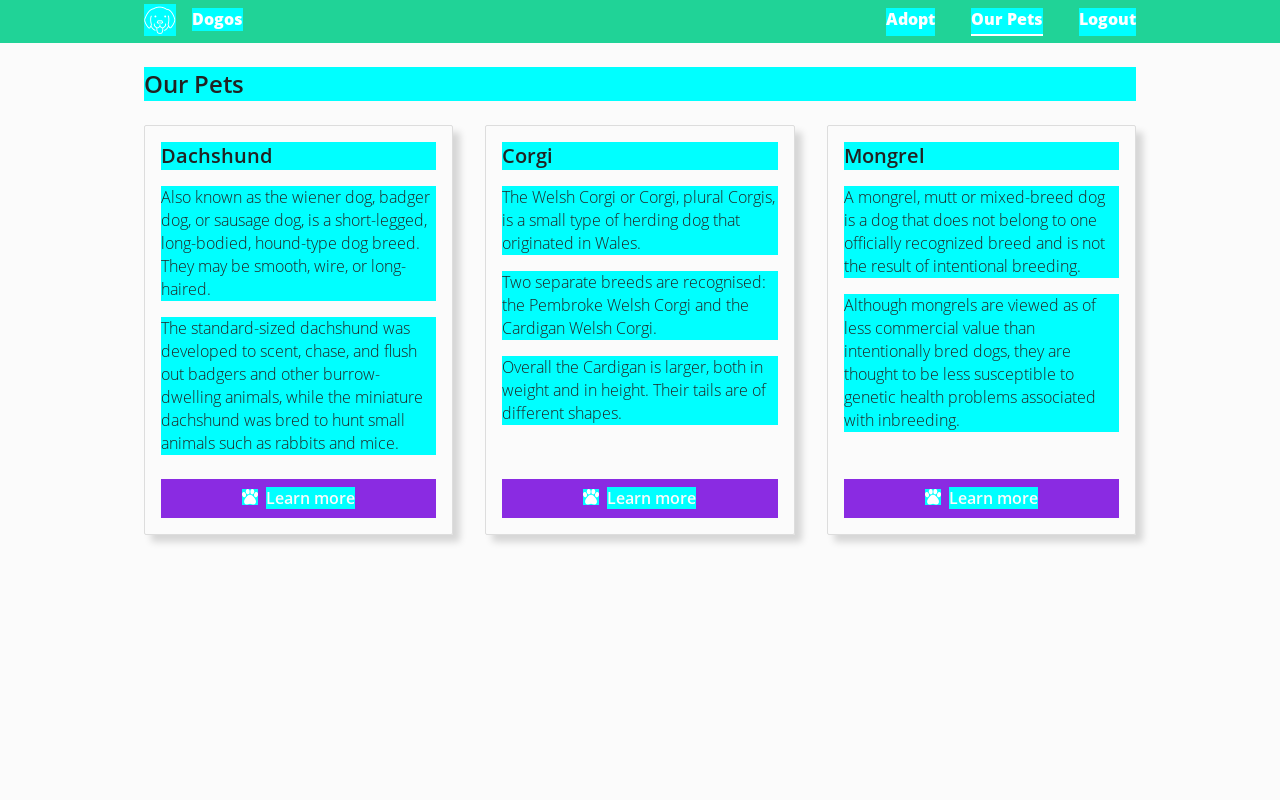 Dogos
Adopt
Our Pets
Logout
Our Pets
Dachshund
Also known as the wiener dog, badger
dog, or sausage dog, is a short-legged,
long-bodied, hound-type dog breed.
They may be smooth, wire, or long-
haired.
The standard-sized dachshund was
developed to scent, chase, and flush
out badgers and other burrow-
dwelling animals, while the miniature
dachshund was bred to hunt small
animals such as rabbits and mice.
Learn more
Corgi
The Welsh Corgi or Corgi, plural Corgis,
is a small type of herding dog that
originated in Wales.
Two separate breeds are recognised:
the Pembroke Welsh Corgi and the
Cardigan Welsh Corgi.
Overall the Cardigan is larger, both in
weight and in height. Their tails are of
different shapes.
Learn more
Mongrel
A mongrel, mutt or mixed-breed dog
is a dog that does not belong to one
officially recognized breed and is not
the result of intentional breeding.
Although mongrels are viewed as of
less commercial value than
intentionally bred dogs, they are
thought to be less susceptible to
genetic health problems associated
with inbreeding.
Learn more